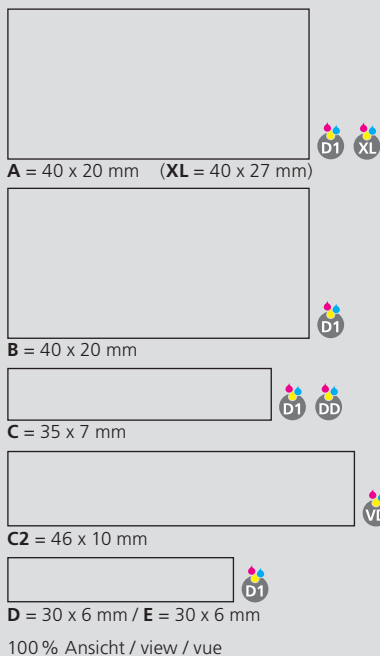 D1 XL
A = 40 x 20 mm (XL = 40 x 27 mm)
D1
B = 40 x 20 mm
D1 DD
C = 35 x 7 mm
VD
C2 = 46 x 10 mm
D1
D = 30 x 6 mm / E = 30 x 6 mm
100 % Ansicht / view / vue